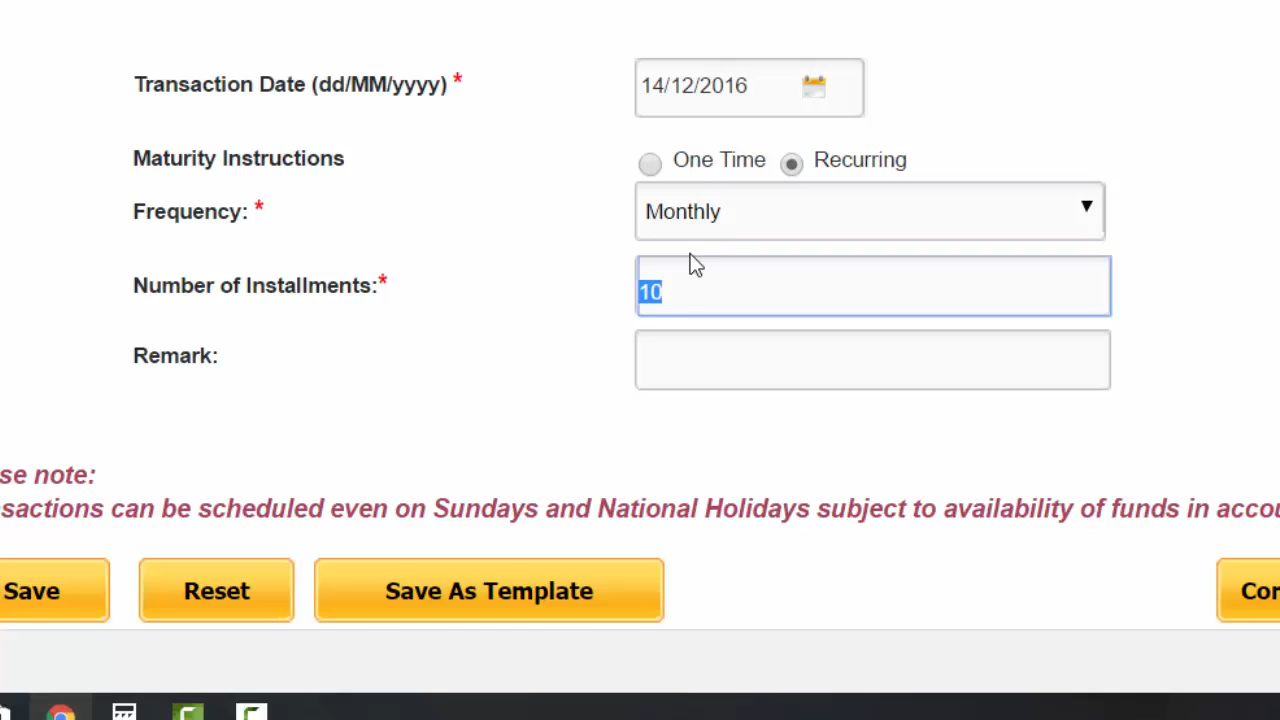 Transaction Date (dd/MM/yyyy) * 14/12/2016
Maturity Instructions One Time Recurring
Frequency: * Monthly
Number of Installments:* 10
Remark:
se note:
sactions can be scheduled even on Sundays and National Holidays subject to availability of funds in accou
Save Reset Save As Template Con